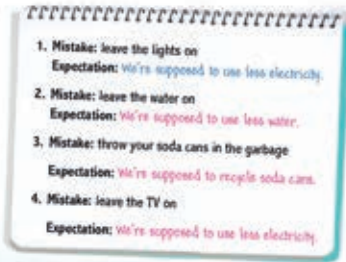 1. Mistake: leave the lights on
Expectation: We're supposed to use less electricity.
2. Mistake: leave the water on
Expectation: We're supposed to use less water.
3. Mistake: throw your soda cans in the garbage
Expectation: We're supposed to recycle soda cans.
4. Mistake: leave the TV on
Expectation: We're supposed to use less electricity.